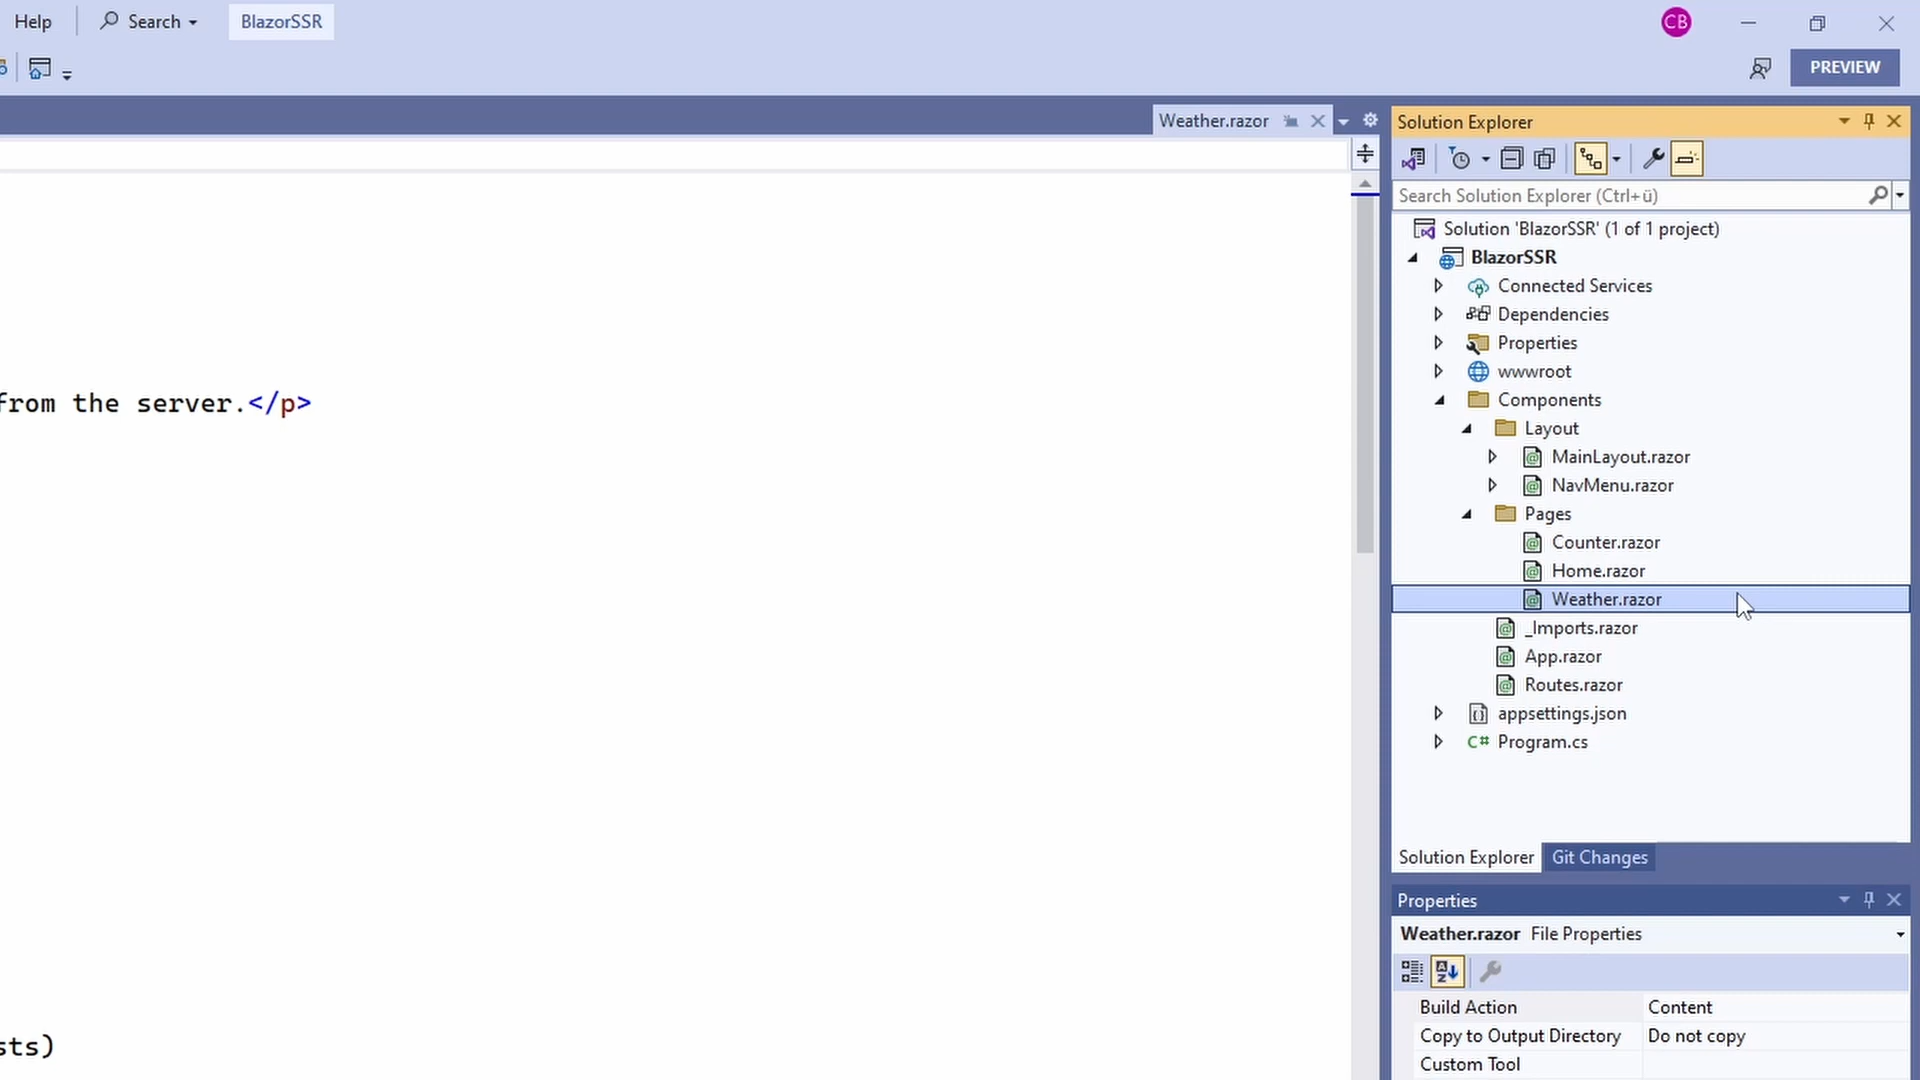 Help
Search
BlazorSSR
CB
PREVIEW
Weather.razor
Solution Explorer
Search Solution Explorer (Ctrl+ü)
Solution 'BlazorSSR' (1 of 1 project)
BlazorSSR
Connected Services
Dependencies
Properties
wwwroot
Components
from the server.</p>
Layout
MainLayout.razor
NavMenu.razor
Pages
Counter.razor
Home.razor
Weather.razor
_Imports.razor
App.razor
Routes.razor
appsettings.json
C# Program.cs
Solution Explorer
Git Changes
Properties
Weather.razor File Properties
Build Action Content
Copy to Output Directory Do not copy
sts)
Custom Tool